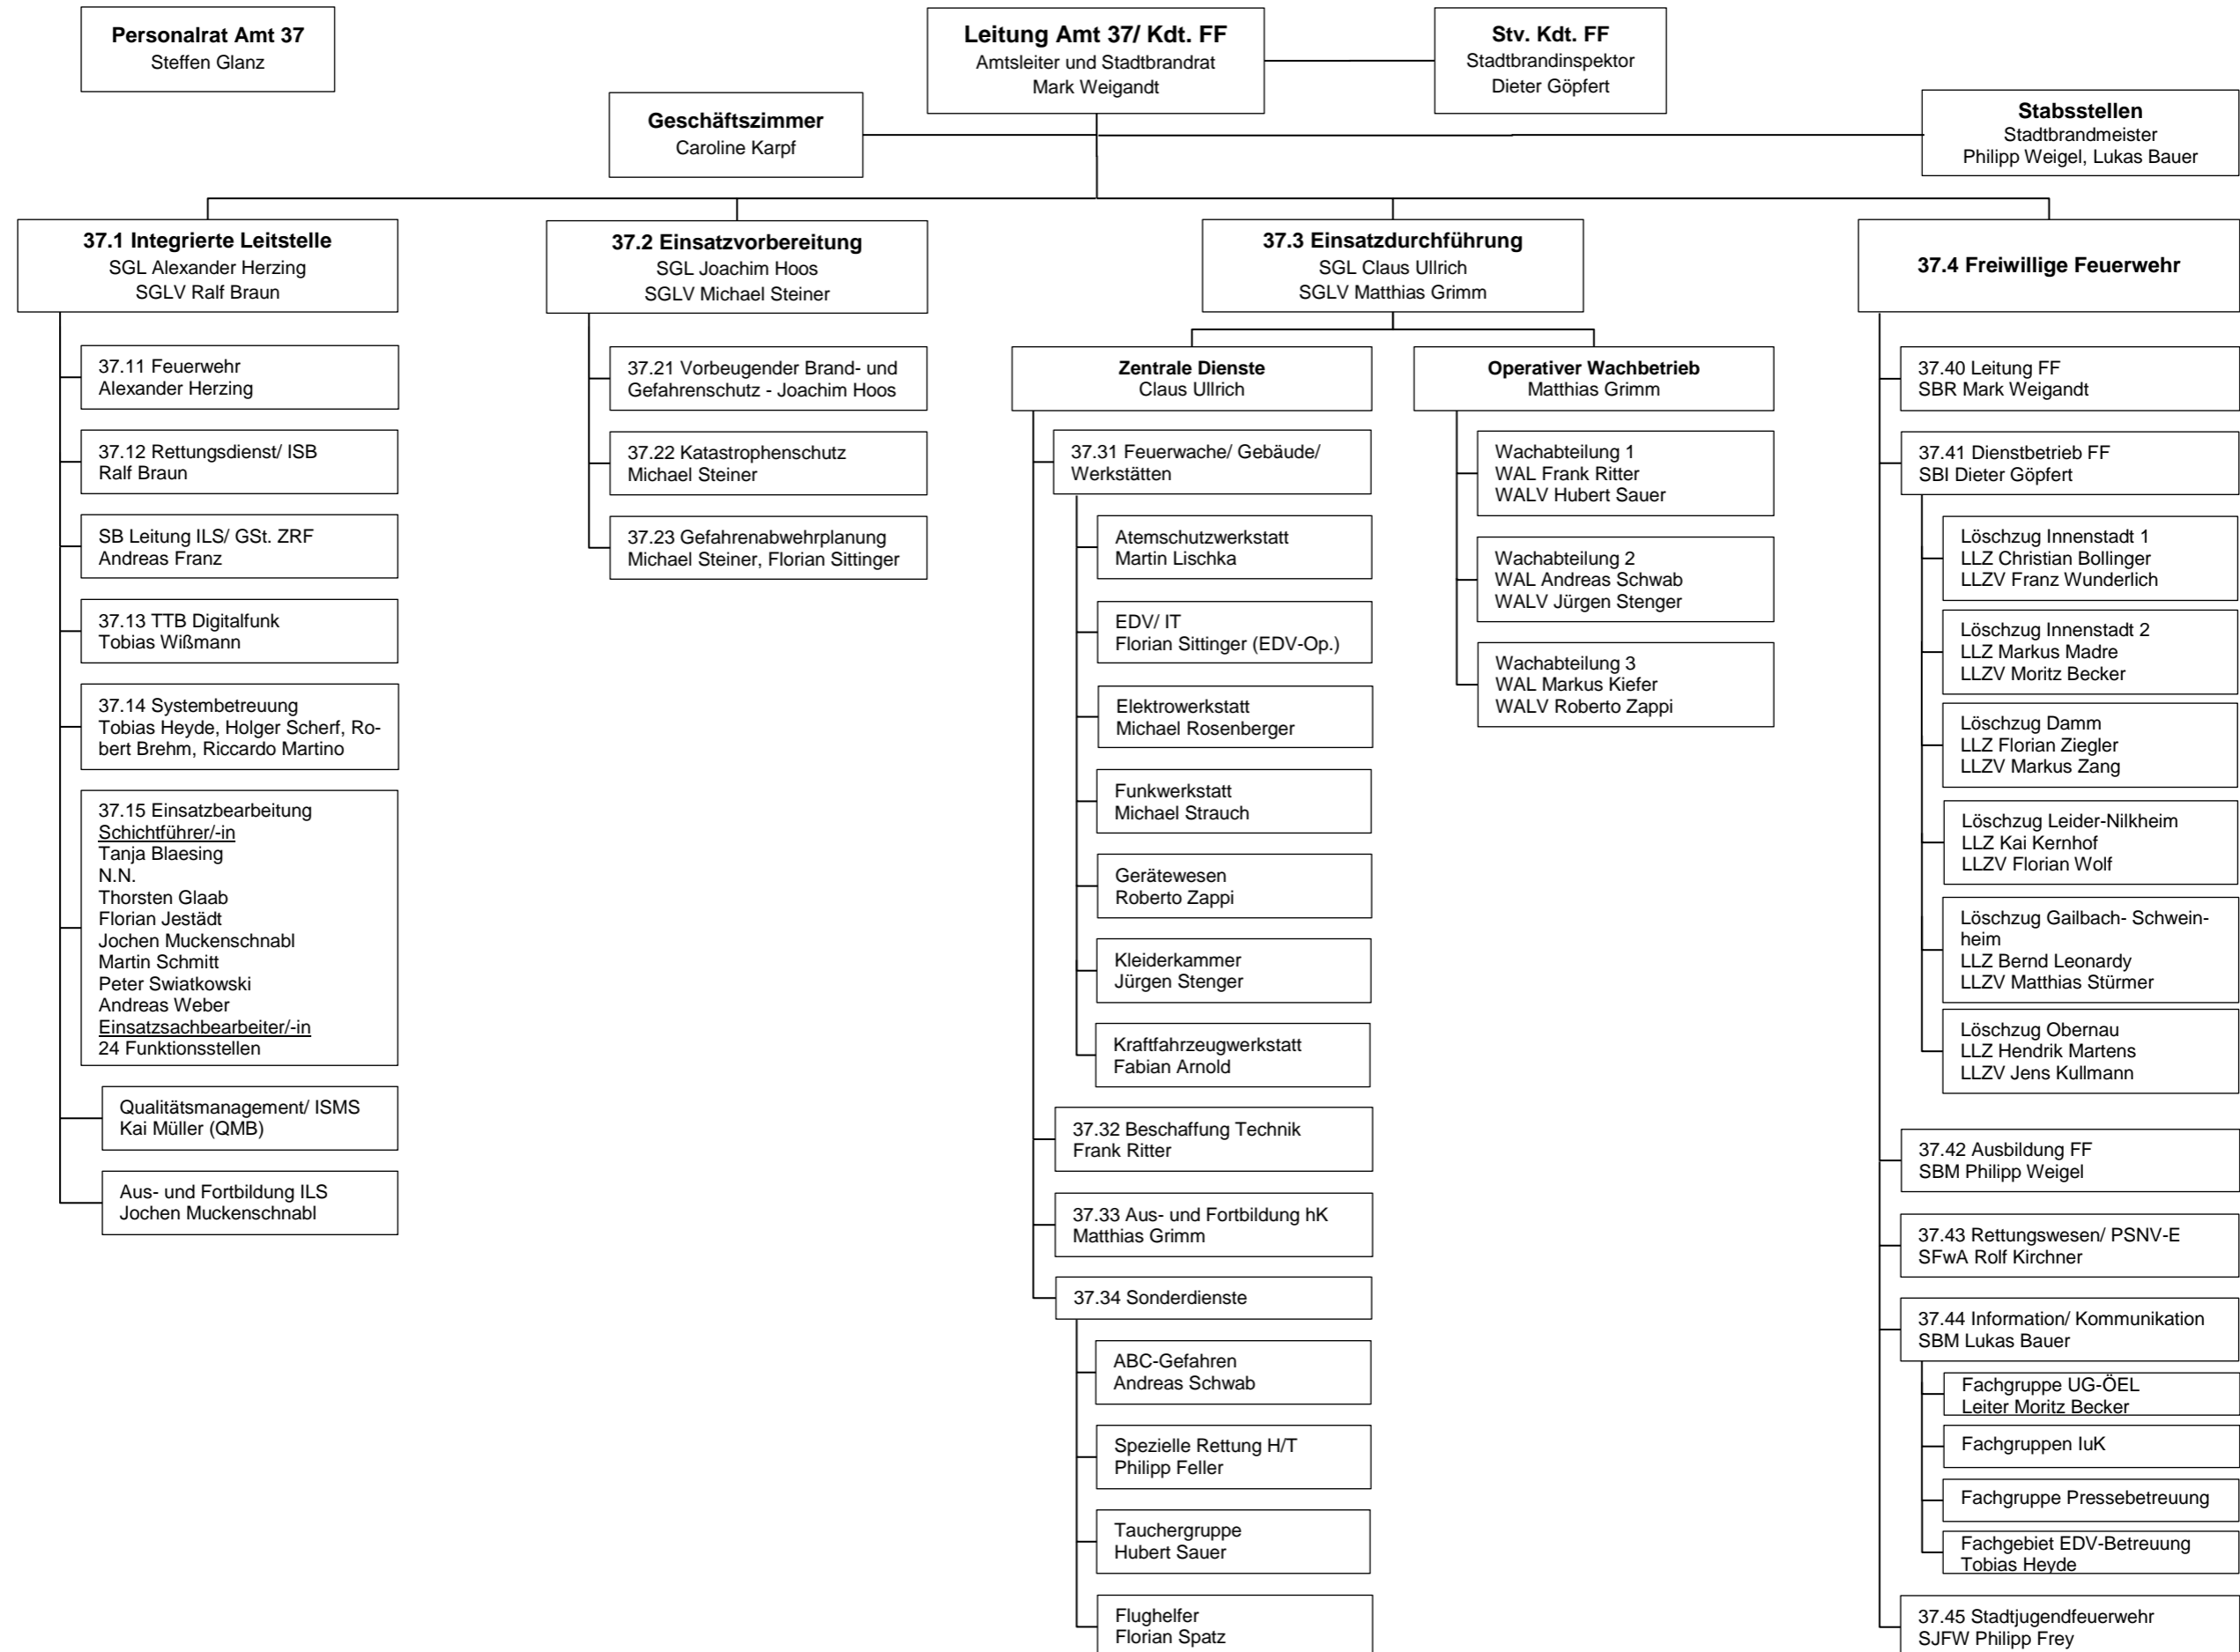 Personalrat Amt 37
Steffen Glanz
Leitung Amt 37/ Kdt. FF
Amtsleiter und Stadtbrandrat
Mark Weigandt
Stv. Kdt. FF
Stadtbrandinspektor
Dieter Göpfert
Geschäftszimmer
Caroline Karpf
Stabsstellen
Stadtbrandmeister
Philipp Weigel, Lukas Bauer
37.1 Integrierte Leitstelle
SGL Alexander Herzing
SGLV Ralf Braun
37.11 Feuerwehr
Alexander Herzing
37.12 Rettungsdienst/ ISB
Ralf Braun
SB Leitung ILS/ GSt. ZRF
Andreas Franz
37.13 TTB Digitalfunk
Tobias Wißmann
37.14 Systembetreuung
Tobias Heyde, Holger Scherf, Ro-
bert Brehm, Riccardo Martino
37.15 Einsatzbearbeitung
Schichtführer/-in
Tanja Blaesing
N.N.
Thorsten Glaab
Florian Jestädt
Jochen Muckenschnabl
Martin Schmitt
Peter Swiatkowski
Andreas Weber
Einsatzsachbearbeiter/-in
24 Funktionsstellen
Qualitätsmanagement/ ISMS
Kai Müller (QMB)
Aus- und Fortbildung ILS
Jochen Muckenschnabl
37.2 Einsatzvorbereitung
SGL Joachim Hoos
SGLV Michael Steiner
37.21 Vorbeugender Brand- und
Gefahrenschutz - Joachim Hoos
37.22 Katastrophenschutz
Michael Steiner
37.23 Gefahrenabwehrplanung
Michael Steiner, Florian Sittinger
37.3 Einsatzdurchführung
SGL Claus Ullrich
SGLV Matthias Grimm
Zentrale Dienste
Claus Ullrich
37.31 Feuerwache/ Gebäude/
Werkstätten
Atemschutzwerkstatt
Martin Lischka
EDV/ IT
Florian Sittinger (EDV-Op.)
Elektrowerkstatt
Michael Rosenberger
Funkwerkstatt
Michael Strauch
Gerätewesen
Roberto Zappi
Kleiderkammer
Jürgen Stenger
Kraftfahrzeugwerkstatt
Fabian Arnold
37.32 Beschaffung Technik
Frank Ritter
37.33 Aus- und Fortbildung hK
Matthias Grimm
37.34 Sonderdienste
ABC-Gefahren
Andreas Schwab
Spezielle Rettung H/T
Philipp Feller
Tauchergruppe
Hubert Sauer
Flughelfer
Florian Spatz
Operativer Wachbetrieb
Matthias Grimm
Wachabteilung 1
WAL Frank Ritter
WALV Hubert Sauer
Wachabteilung 2
WAL Andreas Schwab
WALV Jürgen Stenger
Wachabteilung 3
WAL Markus Kiefer
WALV Roberto Zappi
37.4 Freiwillige Feuerwehr
37.40 Leitung FF
SBR Mark Weigandt
37.41 Dienstbetrieb FF
SBI Dieter Göpfert
Löschzug Innenstadt 1
LLZ Christian Bollinger
LLZV Franz Wunderlich
Löschzug Innenstadt 2
LLZ Markus Madre
LLZV Moritz Becker
Löschzug Damm
LLZ Florian Ziegler
LLZV Markus Zang
Löschzug Leider-Nilkheim
LLZ Kai Kernhof
LLZV Florian Wolf
Löschzug Gailbach- Schwein-
heim
LLZ Bernd Leonardy
LLZV Matthias Stürmer
Löschzug Obernau
LLZ Hendrik Martens
LLZV Jens Kullmann
37.42 Ausbildung FF
SBM Philipp Weigel
37.43 Rettungswesen/ PSNV-E
SFwA Rolf Kirchner
37.44 Information/ Kommunikation
SBM Lukas Bauer
Fachgruppe UG-ÖEL
Leiter Moritz Becker
Fachgruppen IuK
Fachgruppe Pressebetreuung
Fachgebiet EDV-Betreuung
Tobias Heyde
37.45 Stadtjugendfeuerwehr
SJFW Philipp Frey